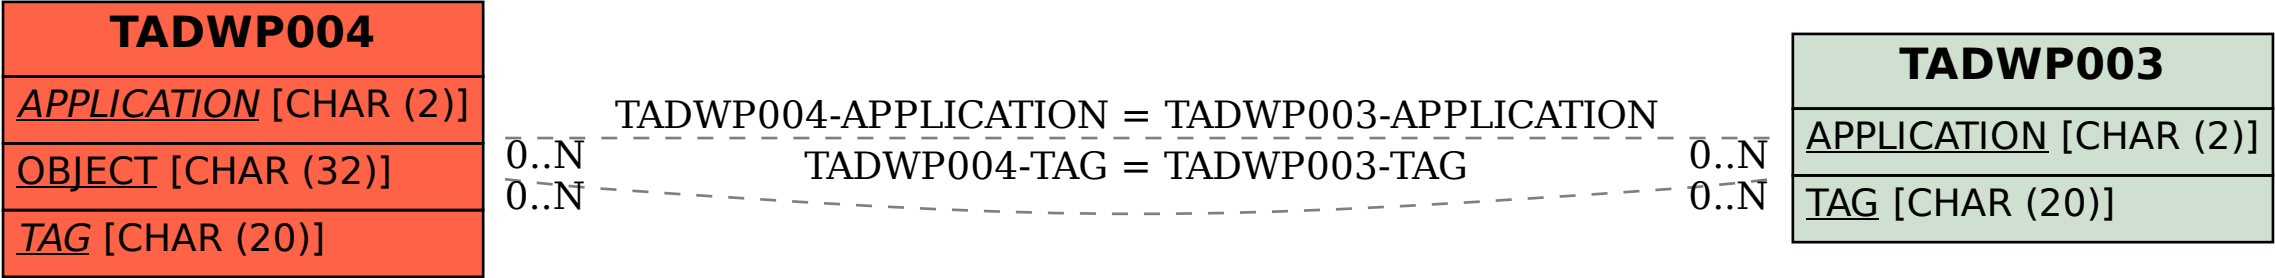 TADWP004
APPLICATION [CHAR (2)]
OBJECT [CHAR (32)]
TAG [CHAR (20)]
TADWP004-APPLICATION = TADWP003-APPLICATION
0..N
0..N
TADWP004-TAG = TADWP003-TAG
0..N
0..N
TADWP003
APPLICATION [CHAR (2)]
TAG [CHAR (20)]